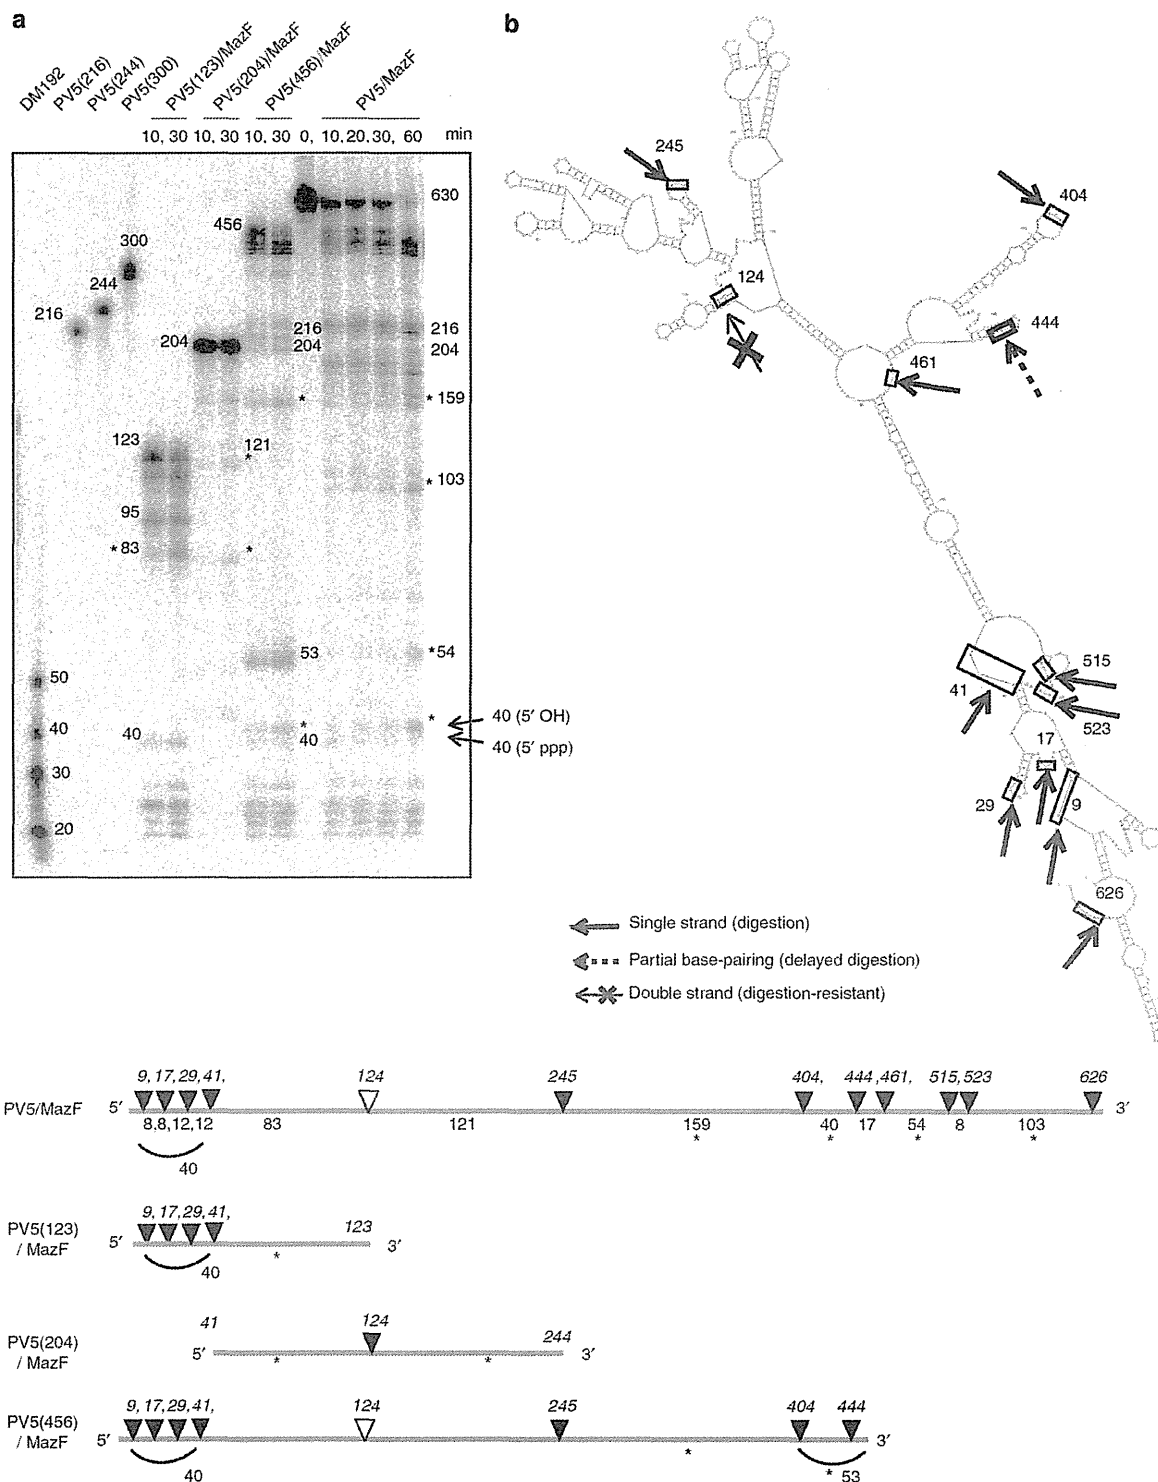 a
DM192
PV5(216)
PV5(244)
PV5(300)
PV5(123)/MazF
PV5(204)/MazF
PV5(456)/MazF
PV5/MazF
10, 30 10, 30 10, 30 0, 10, 20, 30, 60 min
630
456
300
244
216
216
216
204
204
204
* *159
123
121
*
*103
95
*83 *
53 *54
50
* *
40 (5′ OH)
40 40 40
40 (5′ ppp)
30
20
b
245
404
124
444
461
515
41
523
17
29
9
626
Single strand (digestion)
Partial base-pairing (delayed digestion)
Double strand (digestion-resistant)
9, 17, 29, 41, 124 245 404, 444 ,461, 515, 523 626
PV5/MazF 5′ 3′
8,8,12,12 83 121 159 40 17 54 8 103
* * * *
40
9, 17, 29, 41, 123
PV5(123)
/ MazF
5′ 3′
*
40
41 124 244
PV5(204)
/ MazF
5′ 3′
* *
9, 17, 29, 41, 124 245 404 444
PV5(456)
/ MazF
5′ 3′
*
40 * 53